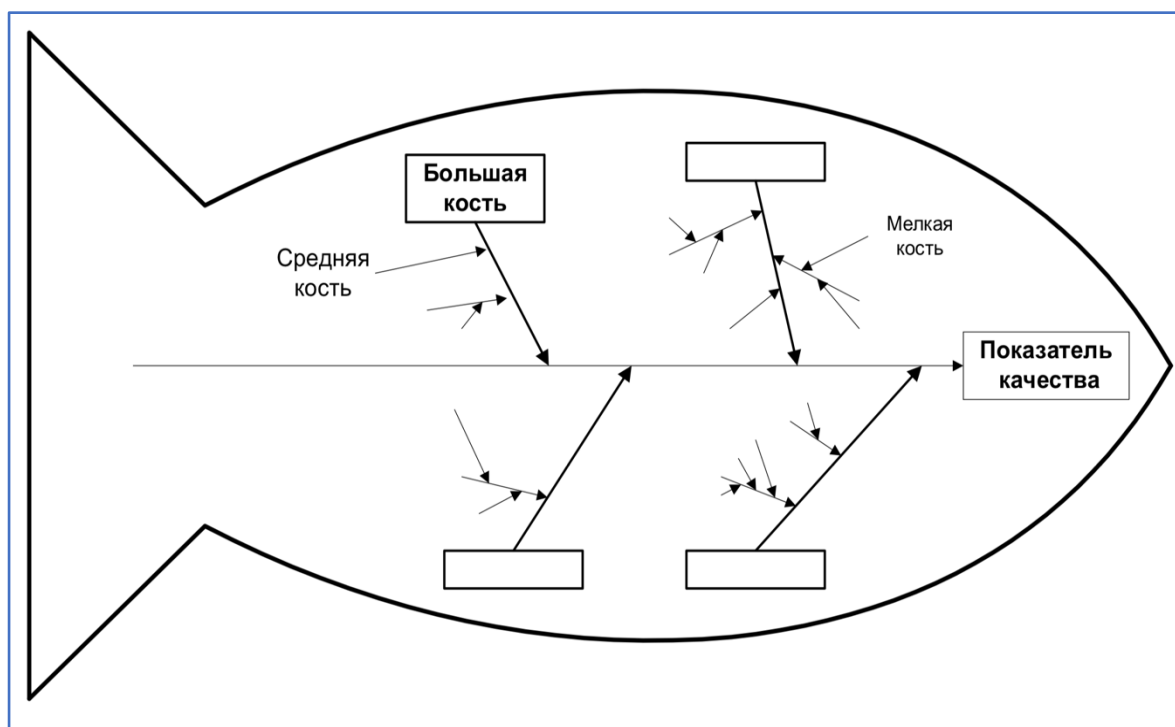 Большая
кость
Мелкая
кость
Средняя
кость
Показатель
качества